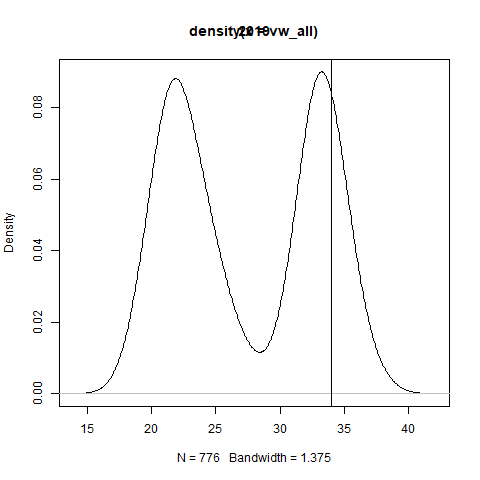 density(x = vw_all)
2019
Density
0.00
0.02
0.04
0.06
0.08
15 20 25 30 35 40
N = 776 Bandwidth = 1.375